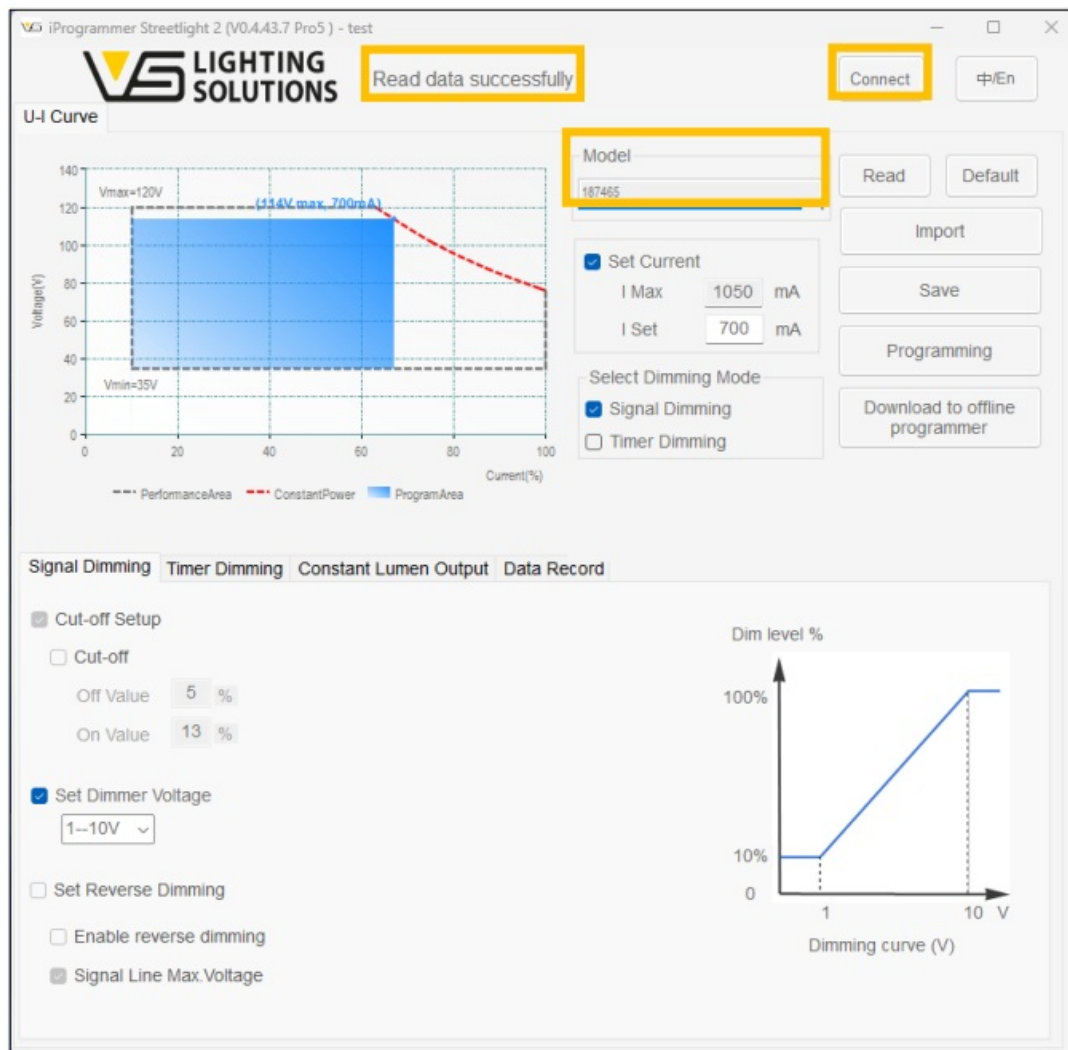 VS iProgrammer Streetlight 2 (V0.4.43.7 Pro5 ) - test
VS LIGHTING SOLUTIONS
Read data successfully
Connect
中/En
U-I Curve
Model
187465
Read
Default
Import
Save
Programming
Download to offline
programmer
Voltage(V)
140
120
100
80
60
40
20
0
Vmax=120V
(114V max, 700mA)
Vmin=35V
0 20 40 60 80 100
Current(%)
PerformanceArea ConstantPower ProgramArea
Set Current
I Max 1050 mA
I Set 700 mA
Select Dimming Mode
Signal Dimming
Timer Dimming
Signal Dimming Timer Dimming Constant Lumen Output Data Record
Cut-off Setup
Cut-off
Off Value 5 %
On Value 13 %
Set Dimmer Voltage
1--10V
Set Reverse Dimming
Enable reverse dimming
Signal Line Max.Voltage
Dim level %
100%
10%
0
1 10 V
Dimming curve (V)